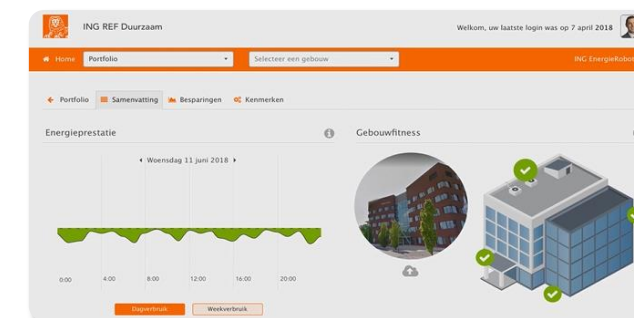 ING REF Duurzaam
Welkom, uw laatste login was op 7 april 2018
Home
Portfolio
Selecteer een gebouw
ING EnergieRobot
Portfolio
Samenvatting
Besparingen
Kenmerken
Energieprestatie
Gebouwfitness
Woensdag 11 juni 2018
0:00 4:00 8:00 12:00 16:00 20:00
Dagverbruik
Weekverbruik